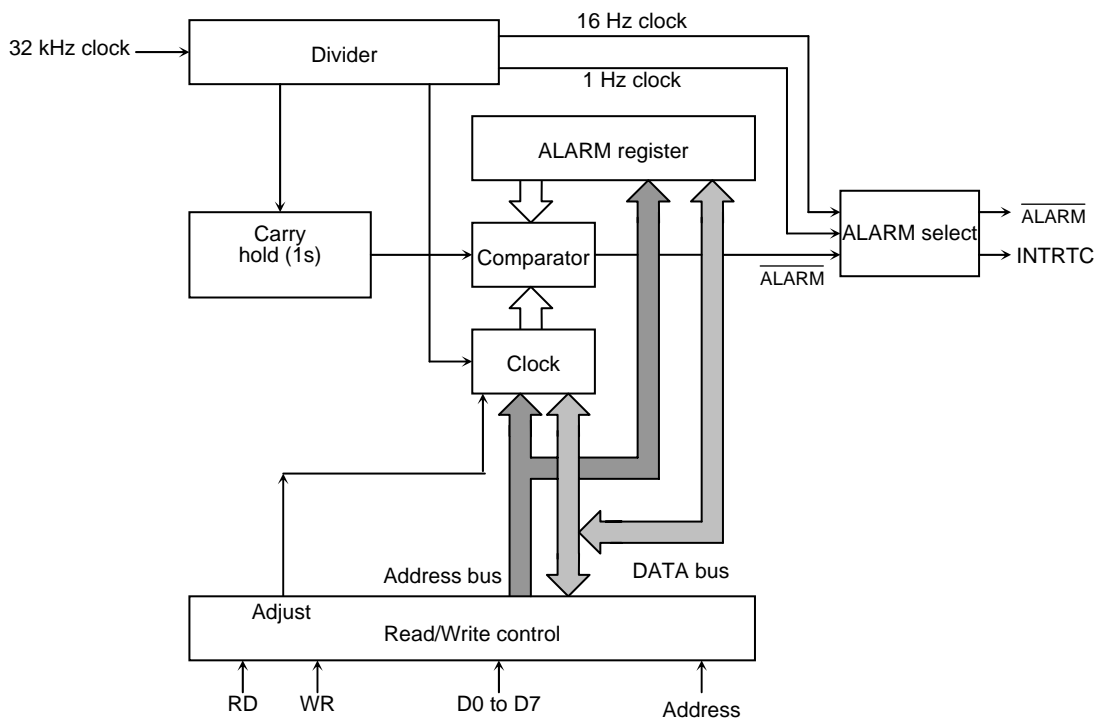 16 Hz clock
32 kHz clock
Divider
1 Hz clock
ALARM register
ALARM
Carry
hold (1s)
ALARM select
Comparator
INTRTC
ALARM
Clock
Address bus
DATA bus
Adjust
Read/Write control
RD
WR
D0 to D7
Address